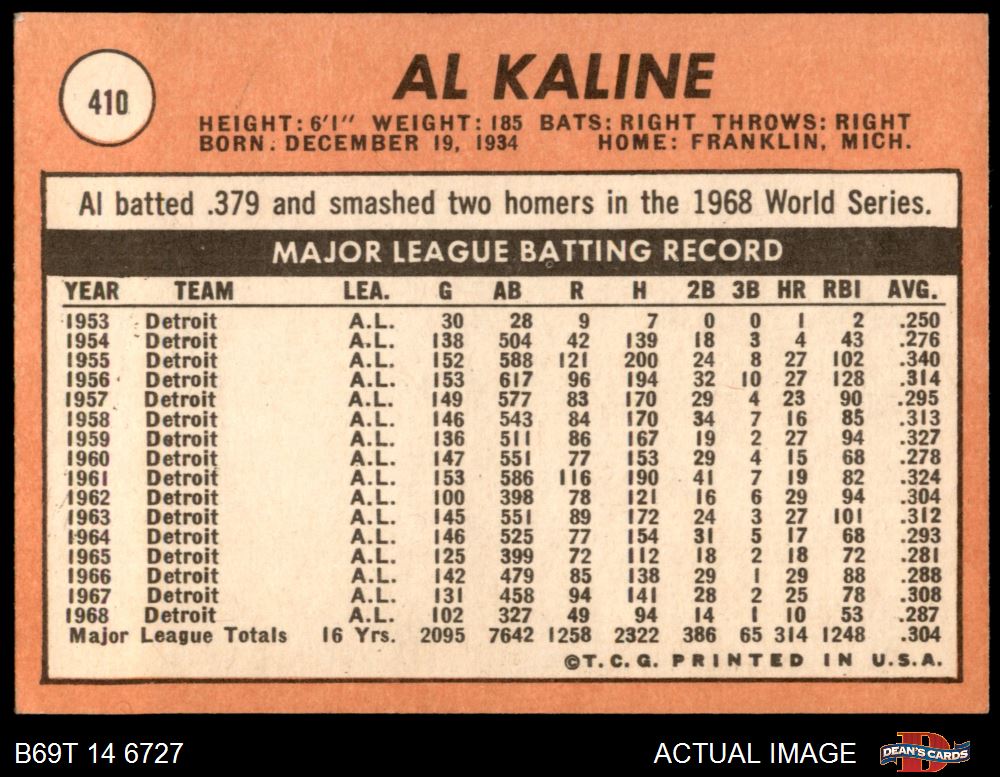 410
AL KALINE
HEIGHT: 6'1" WEIGHT: 185 BATS: RIGHT THROWS: RIGHT
BORN: DECEMBER 19, 1934 HOME: FRANKLIN, MICH.
Al batted .379 and smashed two homers in the 1968 World Series.
MAJOR LEAGUE BATTING RECORD
YEAR TEAM LEA. G AB R H 2B 3B HR RBI AVG.
1953 Detroit A.L. 30 28 9 7 0 0 1 2 .250
1954 Detroit A.L. 138 504 42 139 18 3 4 43 .276
1955 Detroit A.L. 152 588 121 200 24 8 27 102 .340
1956 Detroit A.L. 153 617 96 194 32 10 27 128 .314
1957 Detroit A.L. 149 577 83 170 29 4 23 90 .295
1958 Detroit A.L. 146 543 84 170 34 7 16 85 .313
1959 Detroit A.L. 136 511 86 167 19 2 27 94 .327
1960 Detroit A.L. 147 551 77 153 29 4 15 68 .278
1961 Detroit A.L. 153 586 116 190 41 7 19 82 .324
1962 Detroit A.L. 100 398 78 121 16 6 29 94 .304
1963 Detroit A.L. 145 551 89 172 24 3 27 101 .312
1964 Detroit A.L. 146 525 77 154 31 5 17 68 .293
1965 Detroit A.L. 125 399 72 112 18 2 18 72 .281
1966 Detroit A.L. 142 479 85 138 29 1 29 88 .288
1967 Detroit A.L. 131 458 94 141 28 2 25 78 .308
1968 Detroit A.L. 102 327 49 94 14 1 10 53 .287
Major League Totals 16 Yrs. 2095 7642 1258 2322 386 65 314 1248 .304
©T.C.G. PRINTED IN U.S.A.
B69T 14 6727 ACTUAL IMAGE
D
DEAN'S CARDS